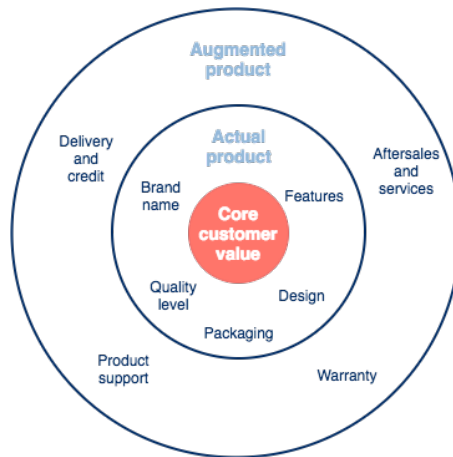 Augmented
product
Delivery
and
credit
Actual
product
Aftersales
and
services
Brand
name
Features
Core
customer
value
Quality
level
Design
Packaging
Product
support
Warranty